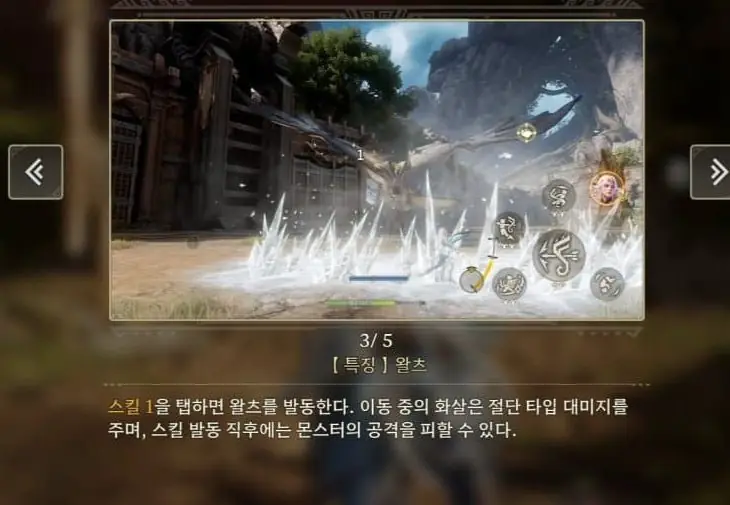 1
3/ 5
【 특징 】 왈츠
스킬 1을 탭하면 왈츠를 발동한다. 이동 중의 화살은 절단 타입 대미지를
주며, 스킬 발동 직후에는 몬스터의 공격을 피할 수 있다.